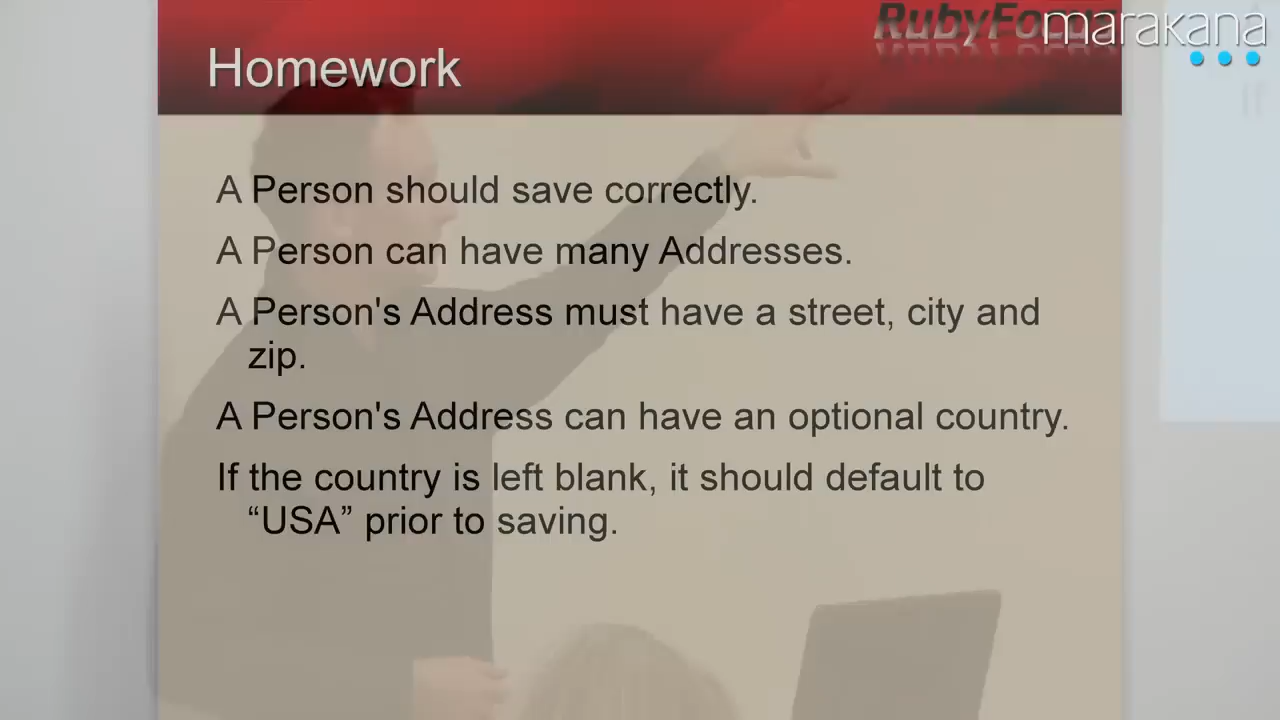 marakana
Homework
A Person should save correctly.
A Person can have many Addresses.
A Person's Address must have a street, city and
zip.
A Person's Address can have an optional country.
If the country is left blank, it should default to
“USA” prior to saving.